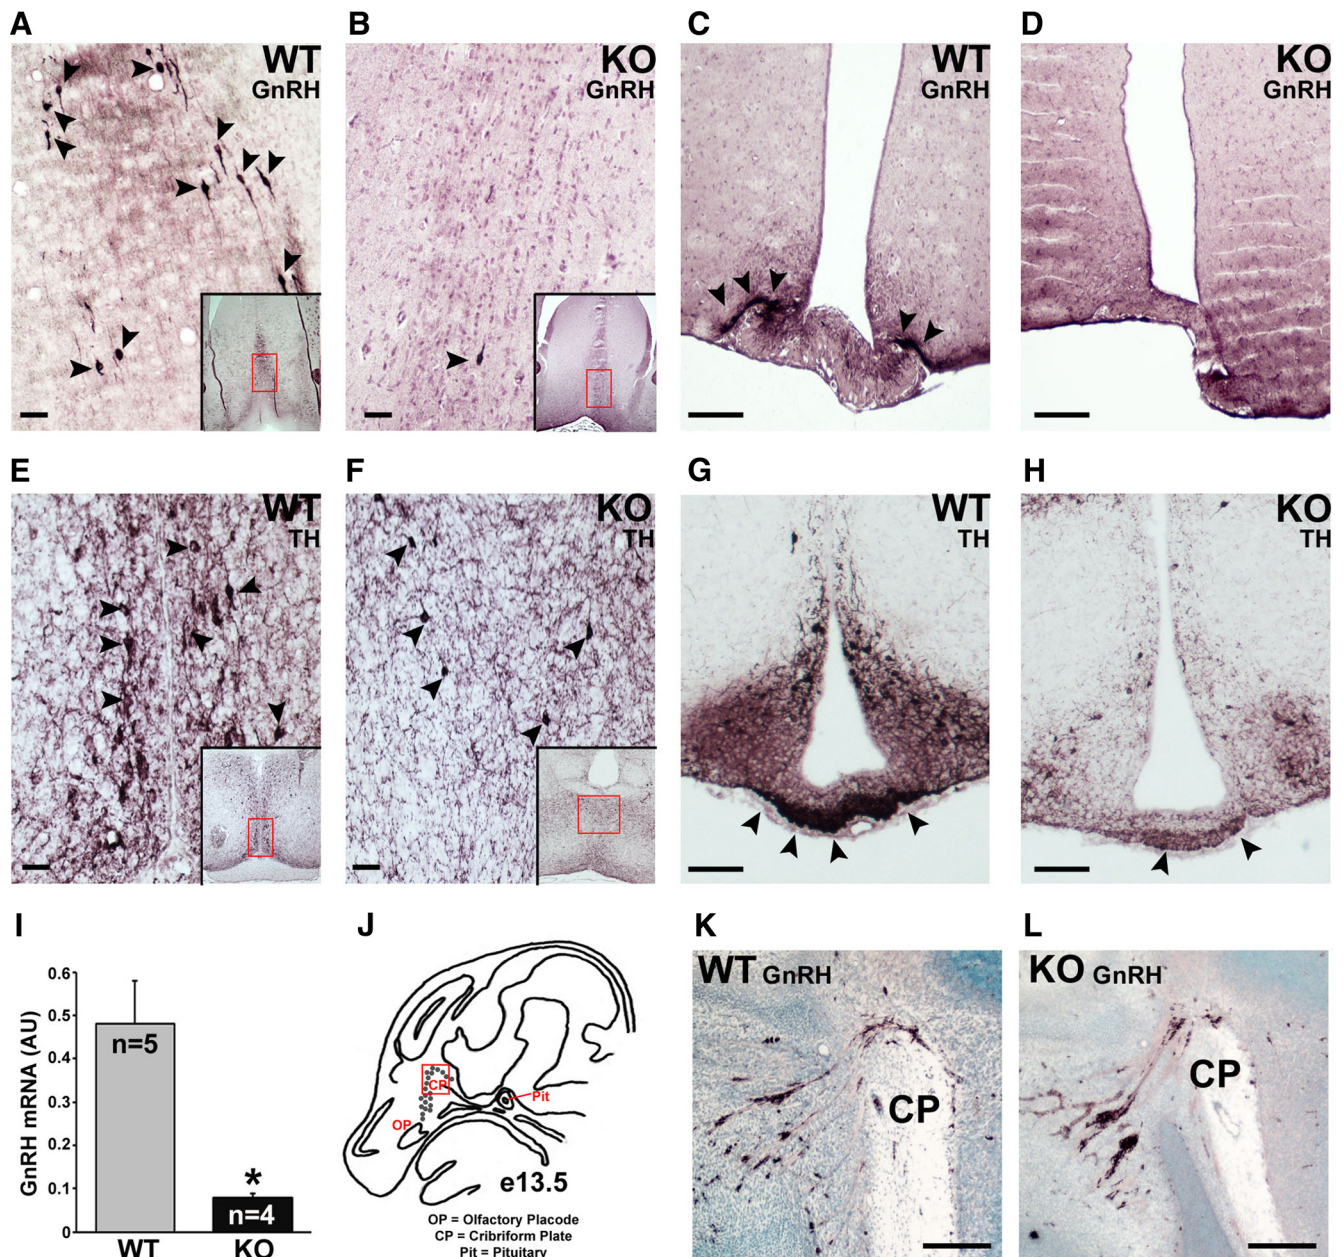 A
WT
GnRH
B
KO
GnRH
C
WT
GnRH
D
KO
GnRH
E
WT
TH
F
KO
TH
G
WT
TH
H
KO
TH
I
GnRH mRNA (AU)
0.6
0.5
0.4
0.3
0.2
0.1
0
n=5
*
n=4
WT
KO
J
CP
Pit
OP
e13.5
OP = Olfactory Placode
CP = Cribriform Plate
Pit = Pituitary
K
WT GnRH
CP
L
KO GnRH
CP